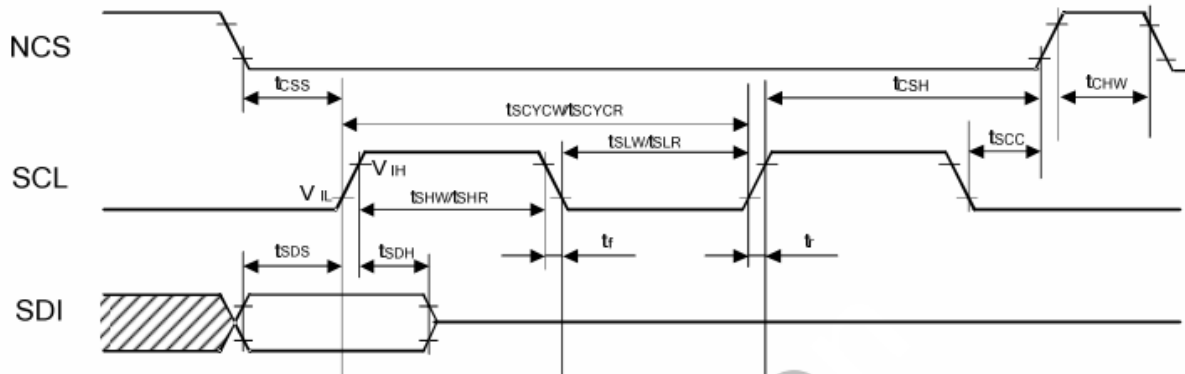 NCS
tCSS
tSCYCW/tSCYCR
tCSH
tCHW
SCL
VIL
VIH
tSHW/tSHR
tSLW/tSLR
tSCC
tSDS
tSDH
tf
tr
SDI